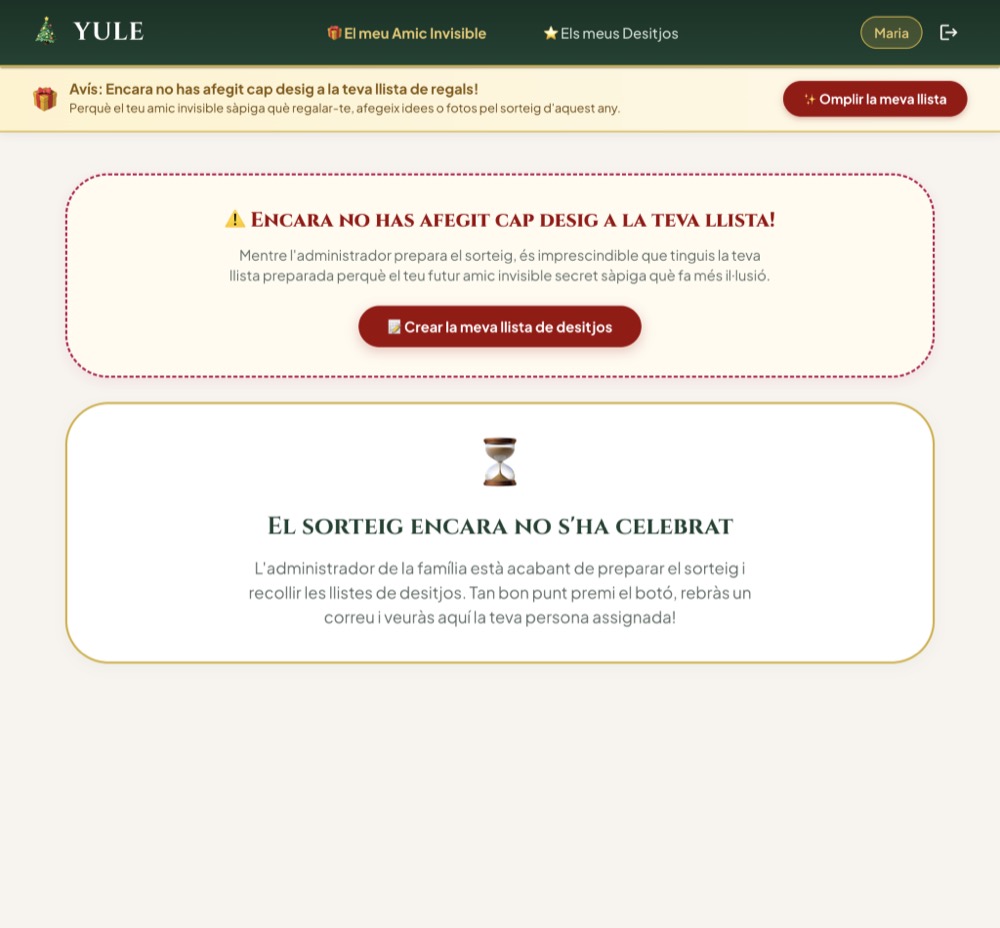 YULE
El meu Amic Invisible
Els meus Desitjos
Maria
Avís: Encara no has afegit cap desig a la teva llista de regals!
Perquè el teu amic invisible sàpiga què regalar-te, afegeix idees o fotos pel sorteig d'aquest any.
Omplir la meva llista
Encara no has afegit cap desig a la teva llista!
Mentre l'administrador prepara el sorteig, és imprescindible que tinguis la teva
llista preparada perquè el teu futur amic invisible secret sàpiga què fa més il·lusió.
Crear la meva llista de desitjos
El sorteig encara no s'ha celebrat
L'administrador de la família està acabant de preparar el sorteig i
recollir les llistes de desitjos. Tan bon punt premi el botó, rebràs un
correu i veuràs aquí la teva persona assignada!